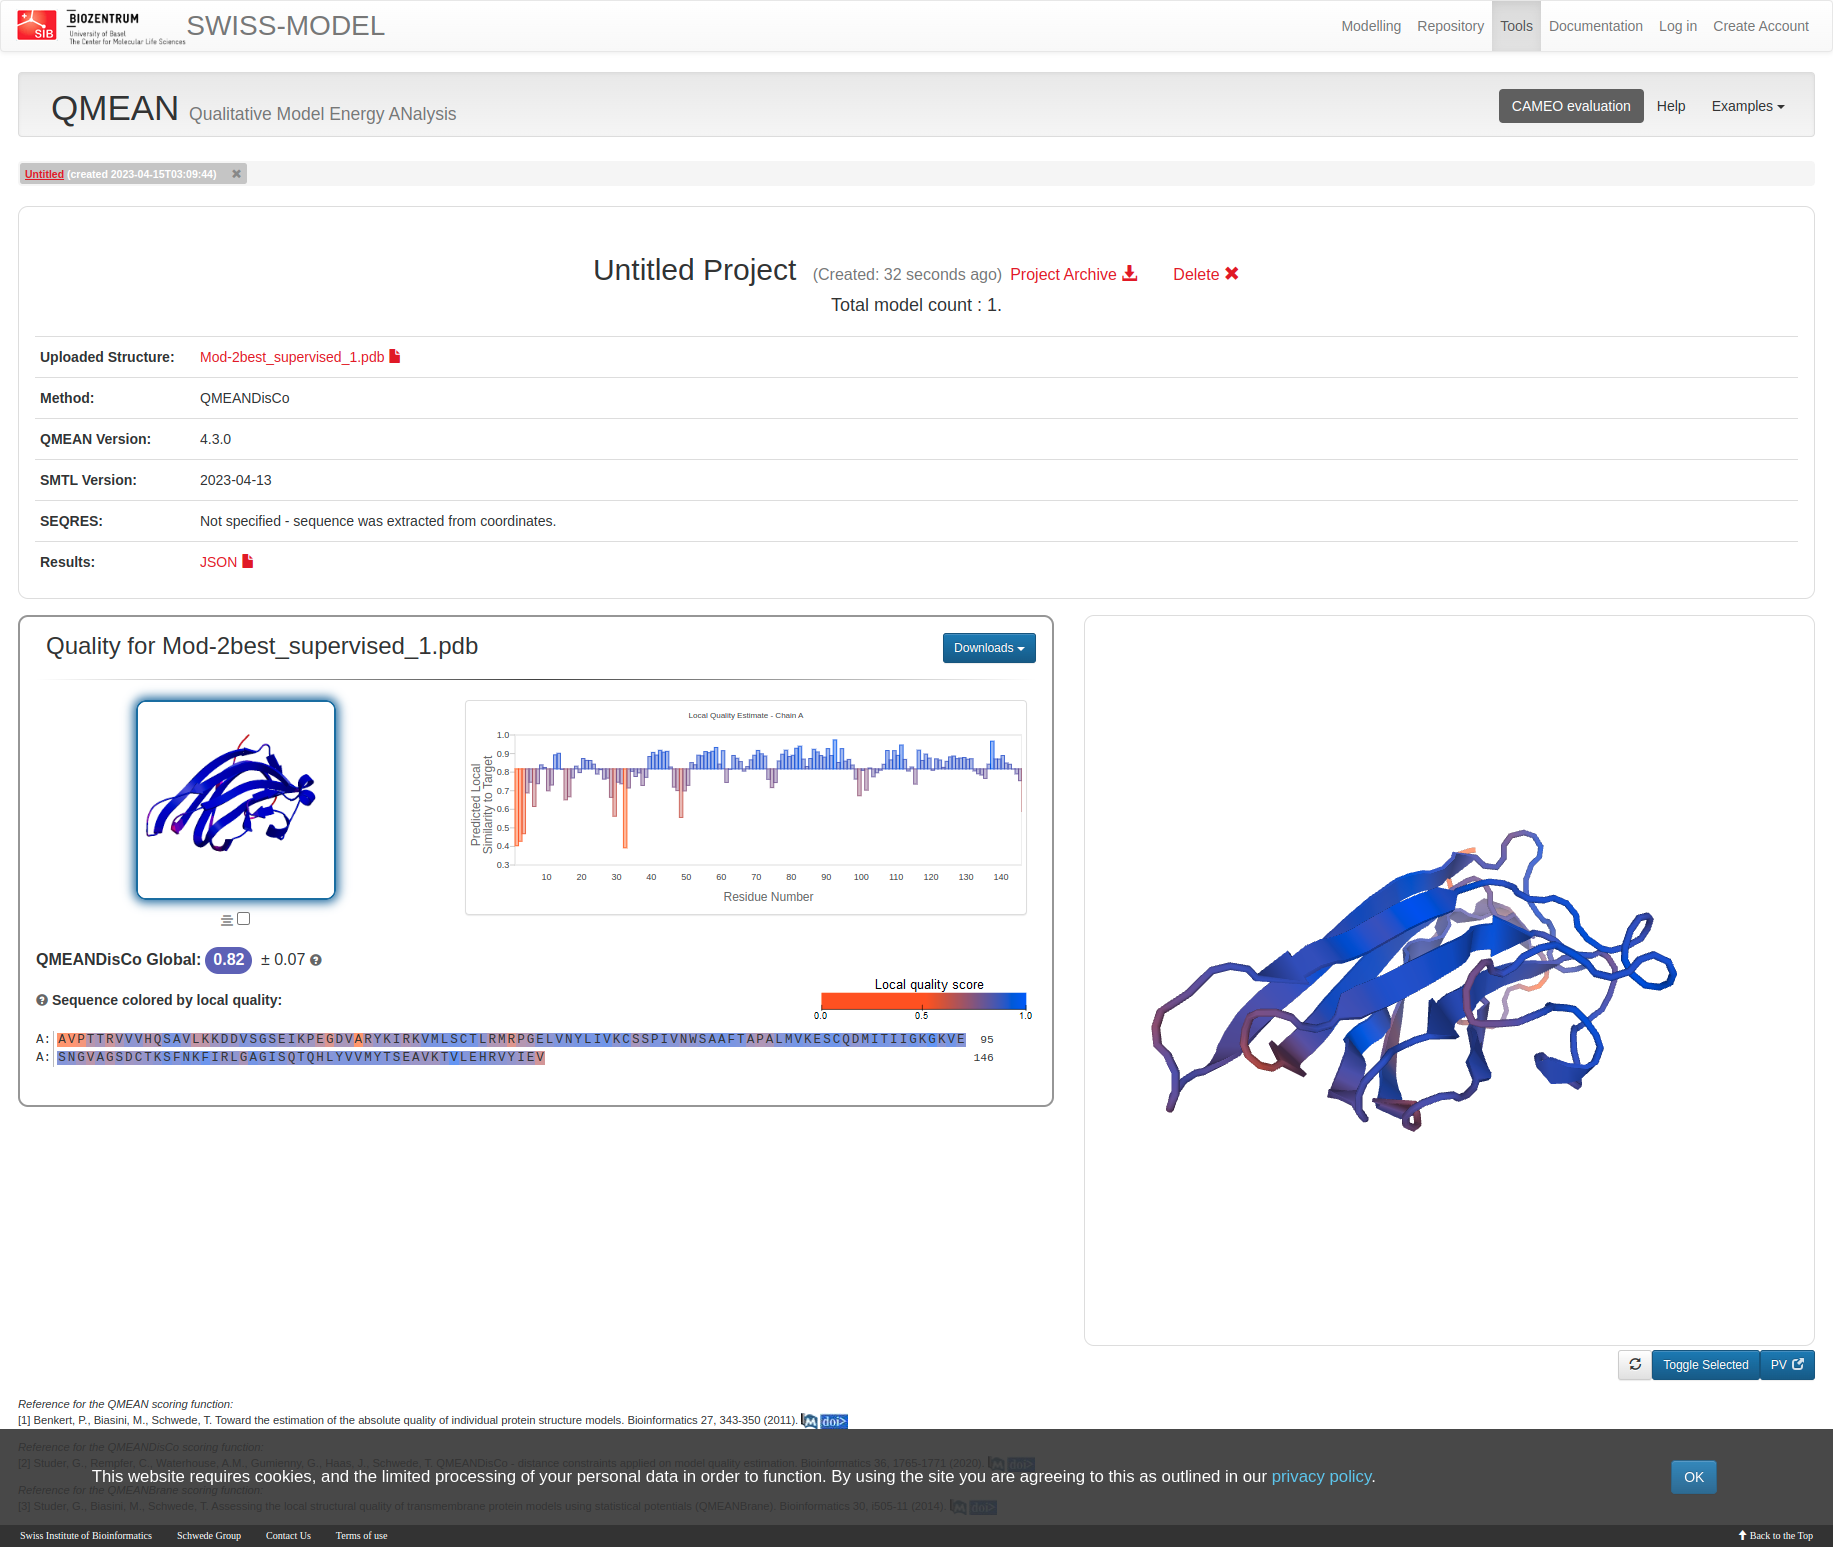 SIB
BIOZENTRUM
University of Basel
The Center for Molecular Life Sciences
SWISS-MODEL
Modelling Repository Tools Documentation Log in Create Account
QMEAN Qualitative Model Energy ANalysis
CAMEO evaluation Help Examples
Untitled (created 2023-04-15T03:09:44)
Untitled Project (Created: 32 seconds ago) Project Archive Delete
Total model count : 1.
Uploaded Structure: Mod-2best_supervised_1.pdb
Method: QMEANDisCo
QMEAN Version: 4.3.0
SMTL Version: 2023-04-13
SEQRES: Not specified - sequence was extracted from coordinates.
Results: JSON
Quality for Mod-2best_supervised_1.pdb
Downloads
Local Quality Estimate - Chain A
Predicted Local
Similarity to Target
1.0
0.9
0.8
0.7
0.6
0.5
0.4
0.3
10 20 30 40 50 60 70 80 90 100 110 120 130 140
Residue Number
QMEANDisCo Global: 0.82 ± 0.07
Sequence colored by local quality:
Local quality score
0.0 0.5 1.0
A: AVPTTRVVVHQSAVLKKDDVSGSEIKPEGDVARYKIRKVMLSCTLRMRPGELVNYLIVKCSSPIVNWSAAFTAPALMVKESCQDMITIIGKGKVE 95
A: SNGVAGSDCTKSFNKFIRLGAGISQTQHLYVVMYTSEAVKTVLEHRVYIEV 146
Toggle Selected PV
Reference for the QMEAN scoring function:
[1] Benkert, P., Biasini, M., Schwede, T. Toward the estimation of the absolute quality of individual protein structure models. Bioinformatics 27, 343-350 (2011). M doi>
Reference for the QMEANDisCo scoring function:
[2] Studer, G., Rempfer, C., Waterhouse, A.M., Gumienny, G., Haas, J., Schwede, T. QMEANDisCo - distance constraints applied on model quality estimation. Bioinformatics 36, 1765-1771 (2020). M doi>
This website requires cookies, and the limited processing of your personal data in order to function. By using the site you are agreeing to this as outlined in our privacy policy.
OK
Reference for the QMEANBrane scoring function:
[3] Studer, G., Biasini, M., Schwede, T. Assessing the local structural quality of transmembrane protein models using statistical potentials (QMEANBrane). Bioinformatics 30, i505-11 (2014). M doi>
Swiss Institute of Bioinformatics Schwede Group Contact Us Terms of use
Back to the Top